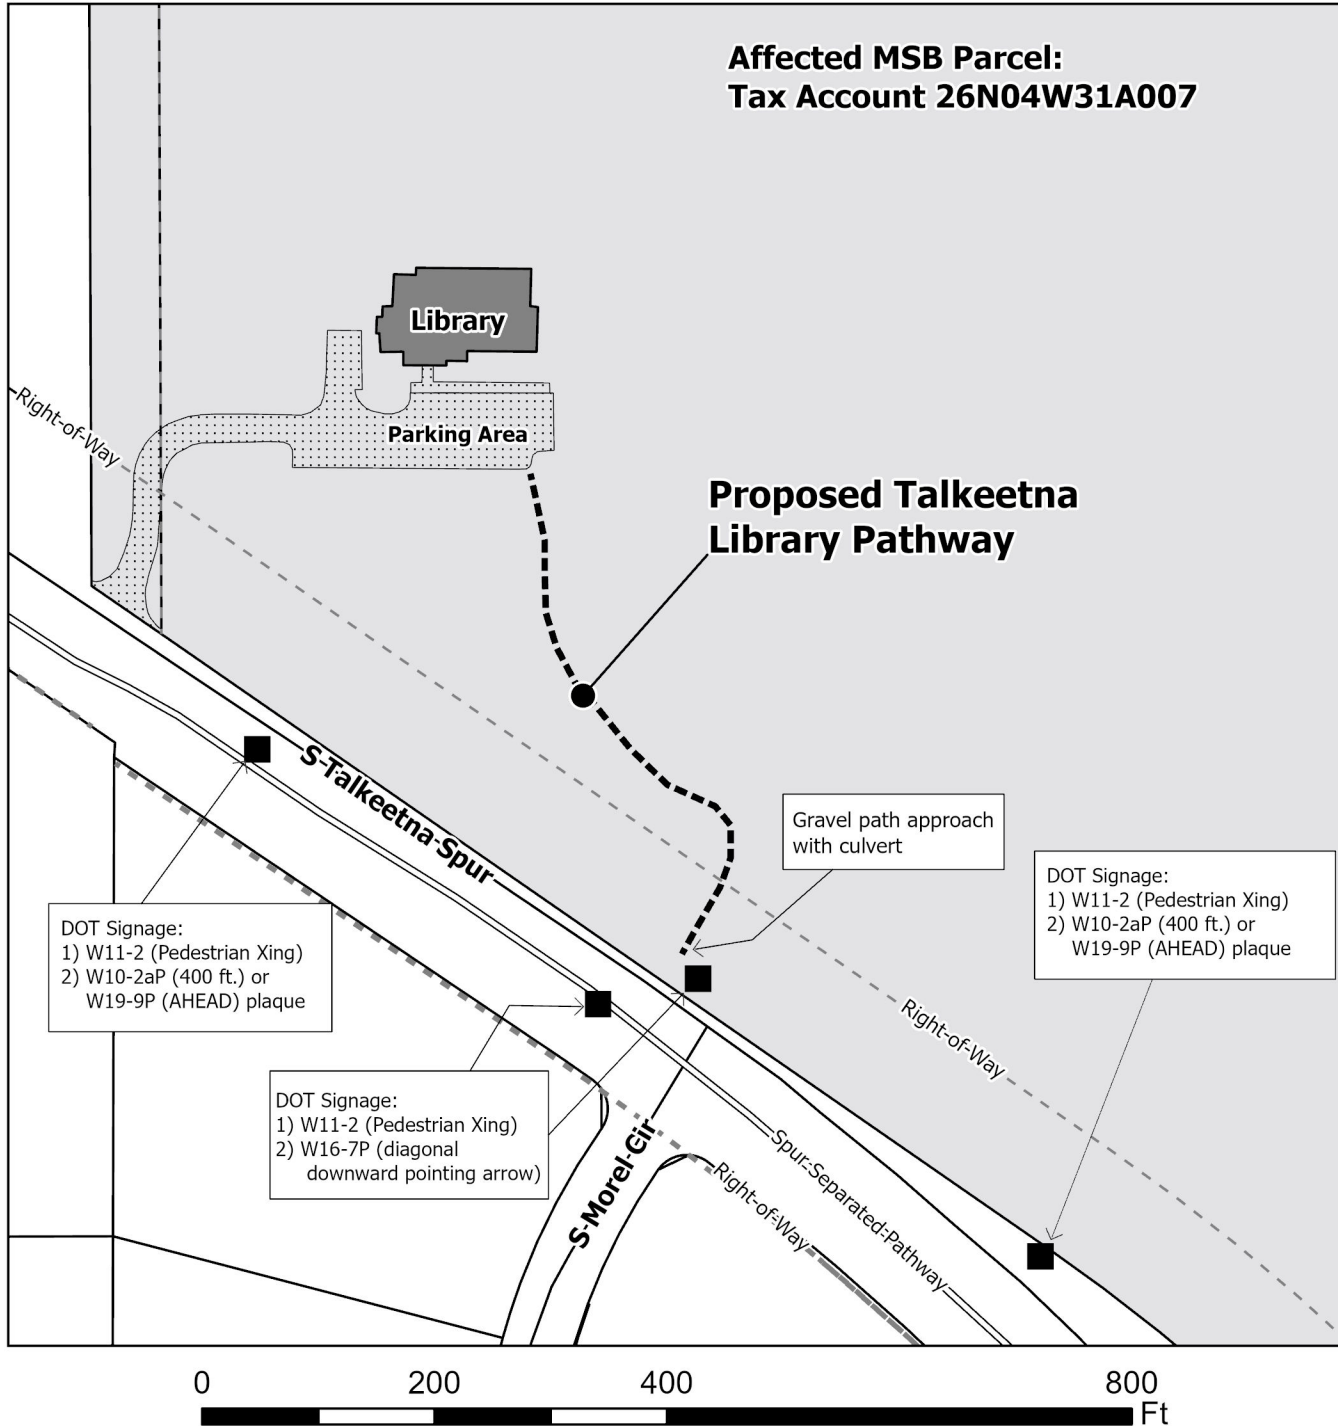 Affected MSB Parcel:
Tax Account 26N04W31A007
Library
Right-of-Way
Parking Area
Proposed Talkeetna
Library Pathway
S Talkeetna Spur
Gravel path approach
with culvert
DOT Signage:
1) W11-2 (Pedestrian Xing)
2) W10-2aP (400 ft.) or
W19-9P (AHEAD) plaque
DOT Signage:
1) W11-2 (Pedestrian Xing)
2) W10-2aP (400 ft.) or
W19-9P (AHEAD) plaque
Right-of-Way
DOT Signage:
1) W11-2 (Pedestrian Xing)
2) W16-7P (diagonal
downward pointing arrow)
S Morel Cir
Spur Separated Pathway
Right-of-Way
0 200 400 800
Ft